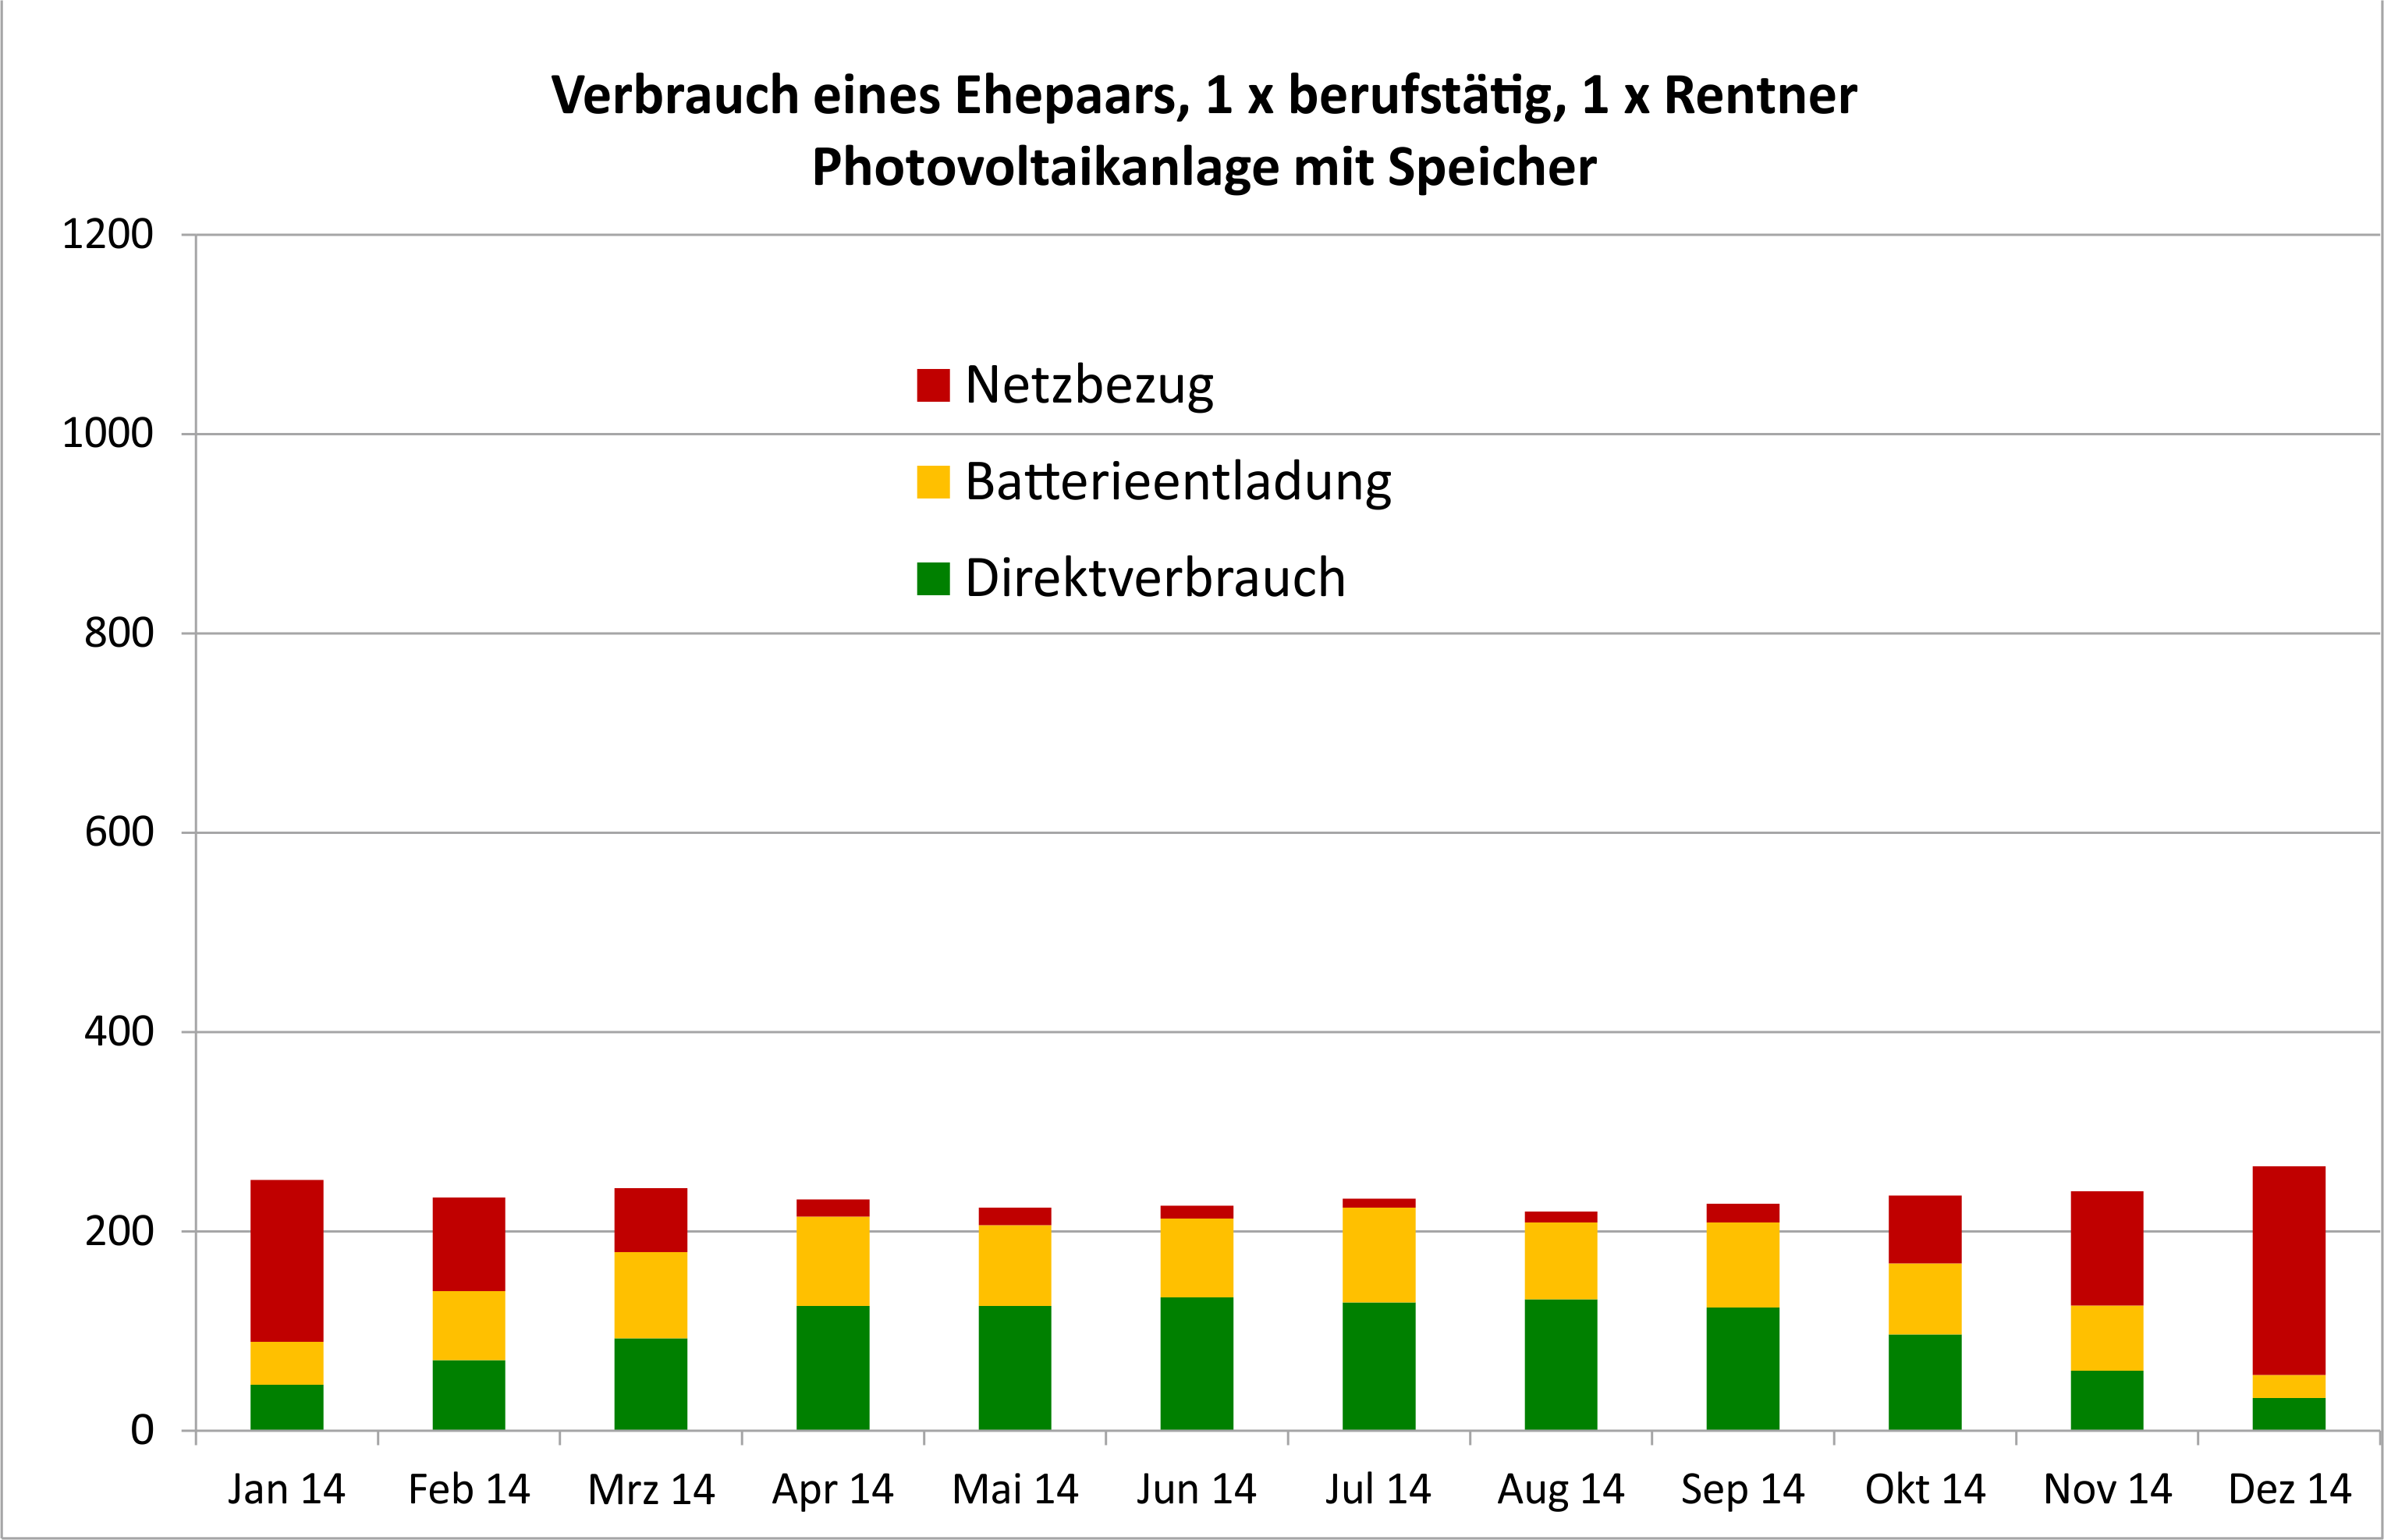 Verbrauch eines Ehepaars, 1 x berufstätig, 1 x Rentner
Photovoltaikanlage mit Speicher
1200
1000
800
600
400
200
0
Netzbezug
Batterieentladung
Direktverbrauch
Jan 14 Feb 14 Mrz 14 Apr 14 Mai 14 Jun 14 Jul 14 Aug 14 Sep 14 Okt 14 Nov 14 Dez 14